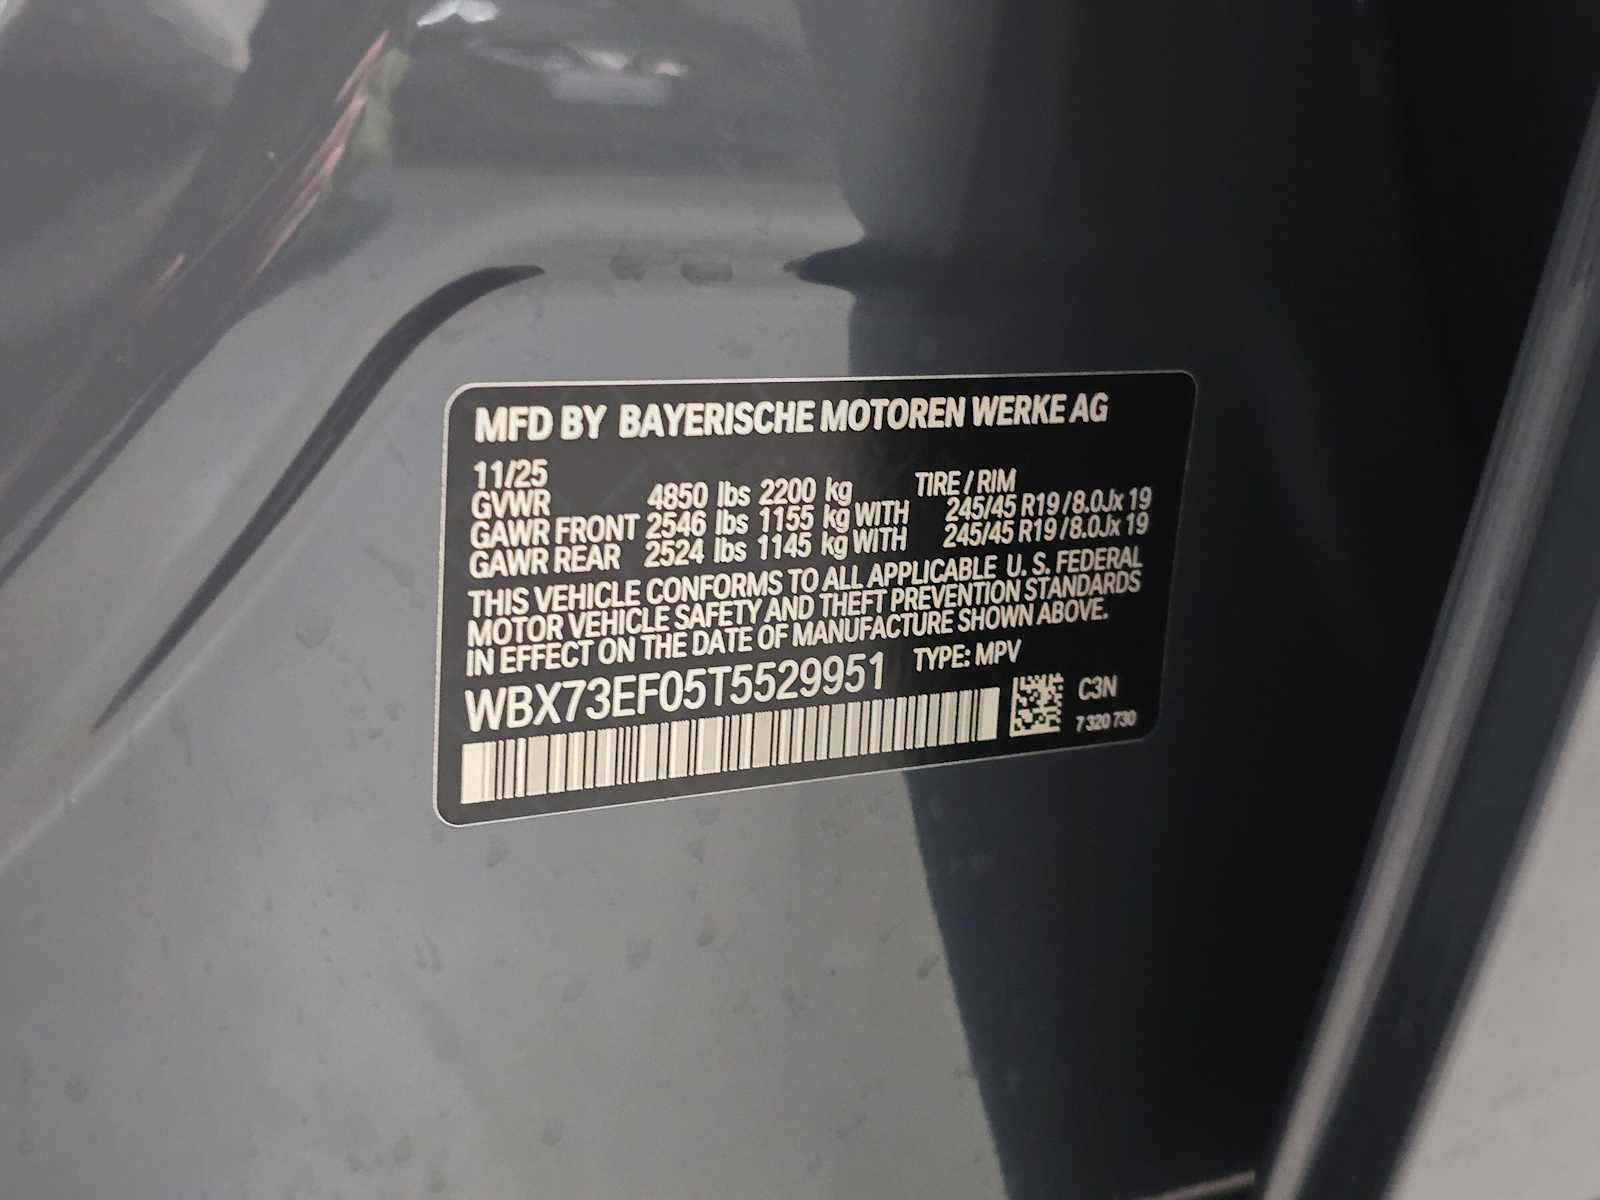 MFD BY BAYERISCHE MOTOREN WERKE AG
11/25
GVWR 4850 lbs 2200 kg TIRE / RIM
GAWR FRONT 2546 lbs 1155 kg WITH 245/45 R19 / 8.0Jx 19
GAWR REAR 2524 lbs 1145 kg WITH 245/45 R19 / 8.0Jx 19
THIS VEHICLE CONFORMS TO ALL APPLICABLE U. S. FEDERAL
MOTOR VEHICLE SAFETY AND THEFT PREVENTION STANDARDS
IN EFFECT ON THE DATE OF MANUFACTURE SHOWN ABOVE.
WBX73EF05T5529951 TYPE: MPV
C3N
7 320 730